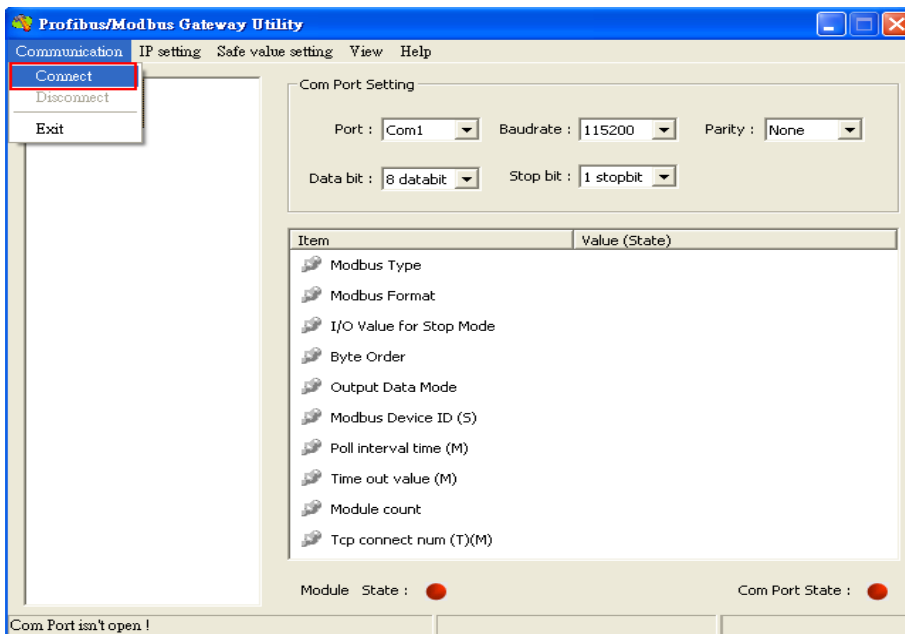 Profibus/Modbus Gateway Utility
Communication IP setting Safe value setting View Help
Connect
Disconnect
Exit
Com Port Setting
Port : Com1 Baudrate : 115200 Parity : None
Data bit : 8 databit Stop bit : 1 stopbit
Item Value (State)
Modbus Type
Modbus Format
I/O Value for Stop Mode
Byte Order
Output Data Mode
Modbus Device ID (S)
Poll interval time (M)
Time out value (M)
Module count
Tcp connect num (T)(M)
Module State : Com Port State :
Com Port isn't open !